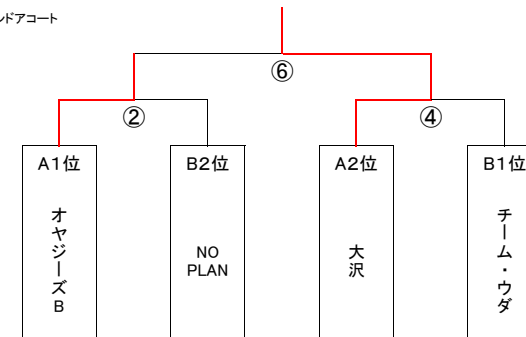 ンドアコート
⑥
② ④
A1位 B2位 A2位 B1位
オヤジーズB
NO
PLAN
大沢
チーム・ウダ